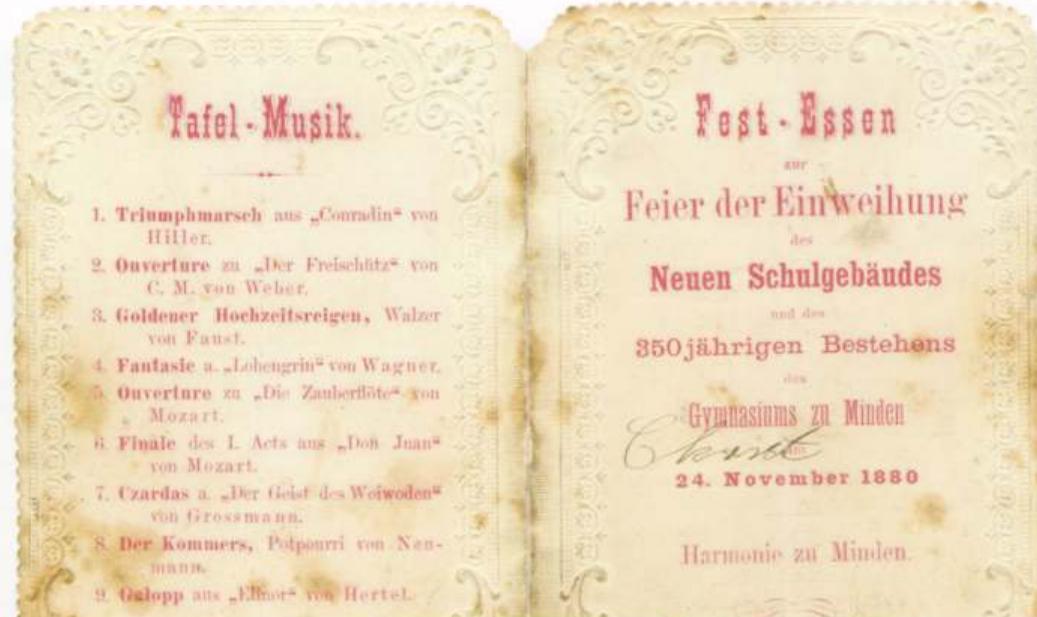 Tafel-Musik.
1. Triumphmarsch aus „Conradin“ von
Hiller.
2. Ouverture zu „Der Freischütz“ von
C. M. von Weber.
3. Goldener Hochzeitsreigen, Walzer
von Faust.
4. Fantasie a. „Lohengrin“ von Wagner.
5. Ouverture zu „Die Zauberflöte“ von
Mozart.
6. Finale des I. Acts aus „Don Juan“
von Mozart.
7. Czardas a. „Der Geist des Woiwoden“
von Grossmann.
8. Der Kommers, Potpourri von Neu-
mann.
9. Galopp aus „Ellinor“ von Hertel.
Fest-Essen
zur
Feier der Einweihung
des
Neuen Schulgebäudes
und des
350jährigen Bestehens
des
Gymnasiums zu Minden
am
24. November 1880
Harmonie zu Minden.